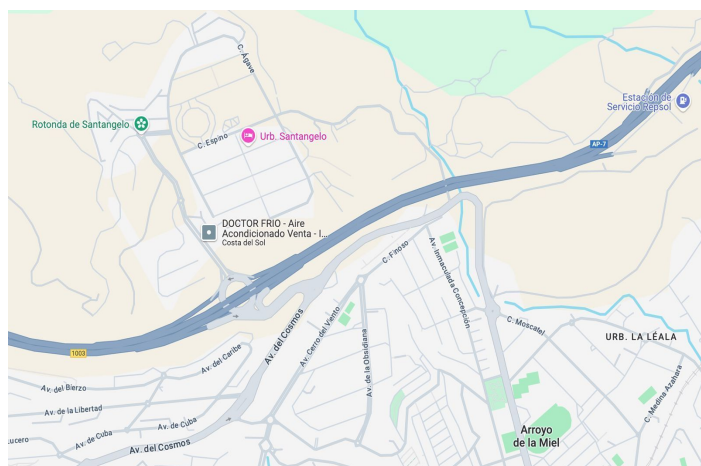 C. Ágave
Estación de
Servicio Repsol
Rotonda de Santangelo
C. Espino
Urb. Santangelo
AP-7
DOCTOR FRIO - Aire
Acondicionado Venta - I...
Costa del Sol
C. Finoso
Av. Inmaculada Concepción
Av. del Cosmos
Av. Cerro del Viento
C. Moscatel
URB. LA LÉALA
1003
Av. del Caribe
Av. de la Obsidiana
Av. del Bierzo
C. Medina Azahara
Av. de la Libertad
Av. de Cuba
Av. de Cuba
Lucero
Av. del Cosmos
Arroyo
de la Miel